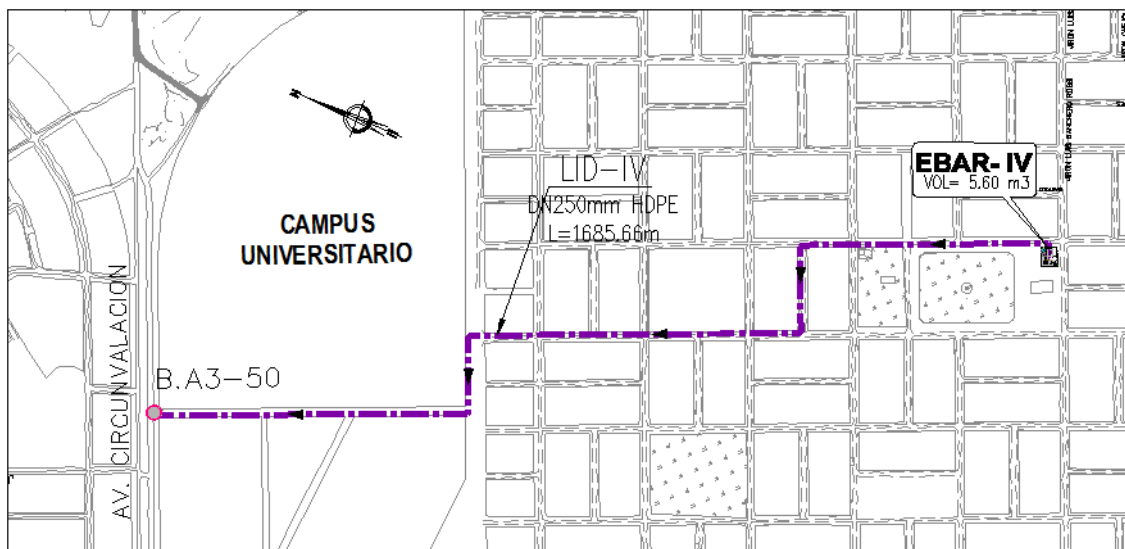 EBAR-IV
VOL= 5.60 m3
LID-IV
DN250mm HDPE
L=1685.66m
CAMPUS
UNIVERSITARIO
B.A3-50
AV. CIRCUNVALACION